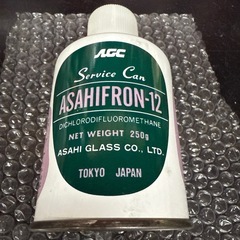 AGC
Service Can
ASAHIFRON-12
DICHLORODIFLUOROMETHANE
NET WEIGHT 250g
ASAHI GLASS CO., LTD.
TOKYO JAPAN